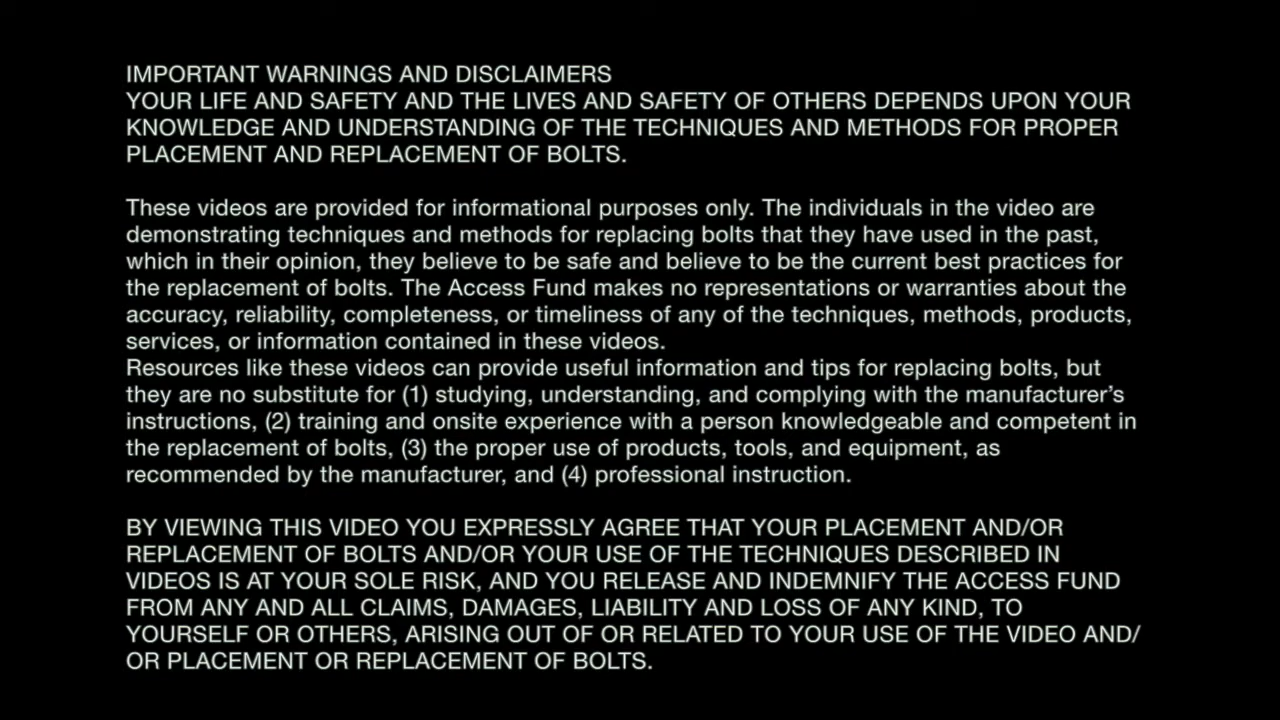 IMPORTANT WARNINGS AND DISCLAIMERS
YOUR LIFE AND SAFETY AND THE LIVES AND SAFETY OF OTHERS DEPENDS UPON YOUR
KNOWLEDGE AND UNDERSTANDING OF THE TECHNIQUES AND METHODS FOR PROPER
PLACEMENT AND REPLACEMENT OF BOLTS.
These videos are provided for informational purposes only. The individuals in the video are
demonstrating techniques and methods for replacing bolts that they have used in the past,
which in their opinion, they believe to be safe and believe to be the current best practices for
the replacement of bolts. The Access Fund makes no representations or warranties about the
accuracy, reliability, completeness, or timeliness of any of the techniques, methods, products,
services, or information contained in these videos.
Resources like these videos can provide useful information and tips for replacing bolts, but
they are no substitute for (1) studying, understanding, and complying with the manufacturer’s
instructions, (2) training and onsite experience with a person knowledgeable and competent in
the replacement of bolts, (3) the proper use of products, tools, and equipment, as
recommended by the manufacturer, and (4) professional instruction.
BY VIEWING THIS VIDEO YOU EXPRESSLY AGREE THAT YOUR PLACEMENT AND/OR
REPLACEMENT OF BOLTS AND/OR YOUR USE OF THE TECHNIQUES DESCRIBED IN
VIDEOS IS AT YOUR SOLE RISK, AND YOU RELEASE AND INDEMNIFY THE ACCESS FUND
FROM ANY AND ALL CLAIMS, DAMAGES, LIABILITY AND LOSS OF ANY KIND, TO
YOURSELF OR OTHERS, ARISING OUT OF OR RELATED TO YOUR USE OF THE VIDEO AND/
OR PLACEMENT OR REPLACEMENT OF BOLTS.